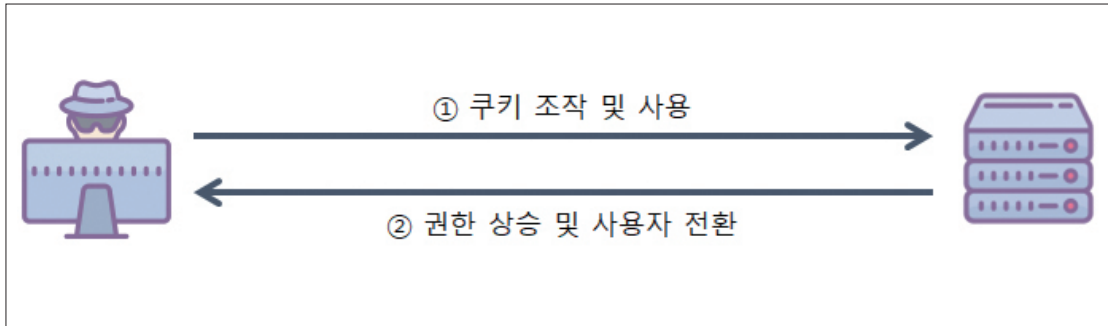 ① 쿠키 조작 및 사용
② 권한 상승 및 사용자 전환